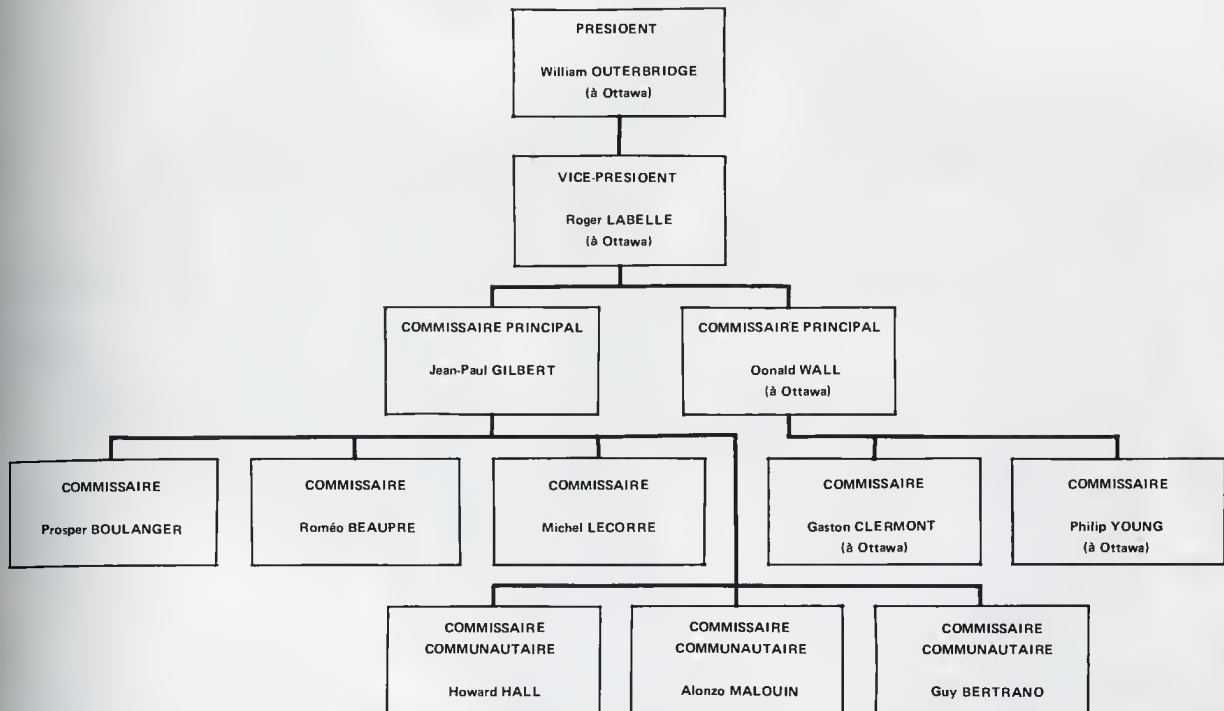 PRESIOENT
William OUTERBRIOGE
(à Ottawa)
VICE-PRESIOENT
Roger LABELLE
(à Ottawa)
COMMISSAIRE PRINCIPAL
Jean-Paul GILBERT
COMMISSAIRE PRINCIPAL
Oonald WALL
(à Ottawa)
COMMISSAIRE
Prosper BOULANGER
COMMISSAIRE
Roméo BEAUPRE
COMMISSAIRE
Michel LECORRE
COMMISSAIRE
Gaston CLERMONT
(à Ottawa)
COMMISSAIRE
Philip YOUNG
(à Ottawa)
COMMISSAIRE
COMMUNAUTAIRE
Howard HALL
COMMISSAIRE
COMMUNAUTAIRE
Alonzo MALOUIN
COMMISSAIRE
COMMUNAUTAIRE
Guy BERTRANO